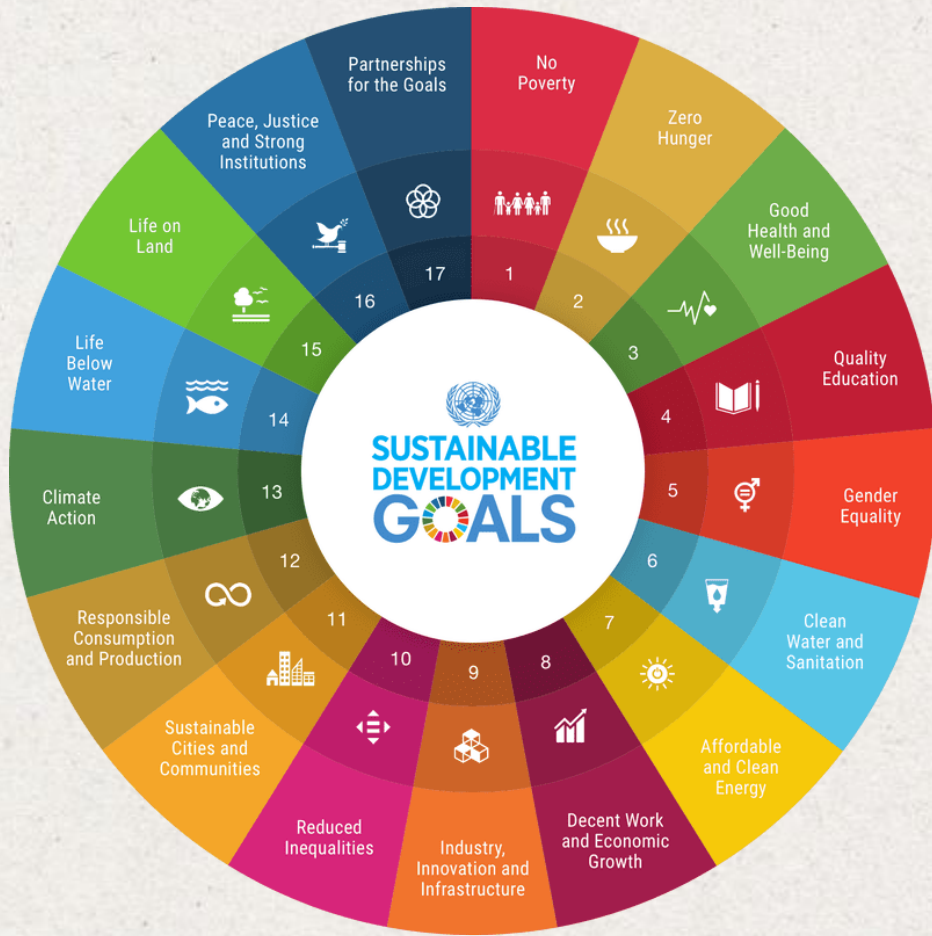 No
Poverty
1
Zero
Hunger
2
Good
Health and
Well-Being
3
Quality
Education
4
Gender
Equality
5
Clean
Water and
Sanitation
6
Affordable
and Clean
Energy
7
Decent Work
and Economic
Growth
8
Industry,
Innovation and
Infrastructure
9
Reduced
Inequalities
10
Sustainable
Cities and
Communities
11
Responsible
Consumption
and Production
12
Climate
Action
13
Life
Below
Water
14
Life on
Land
15
Peace, Justice
and Strong
Institutions
16
Partnerships
for the Goals
17
SUSTAINABLE
DEVELOPMENT
GOALS